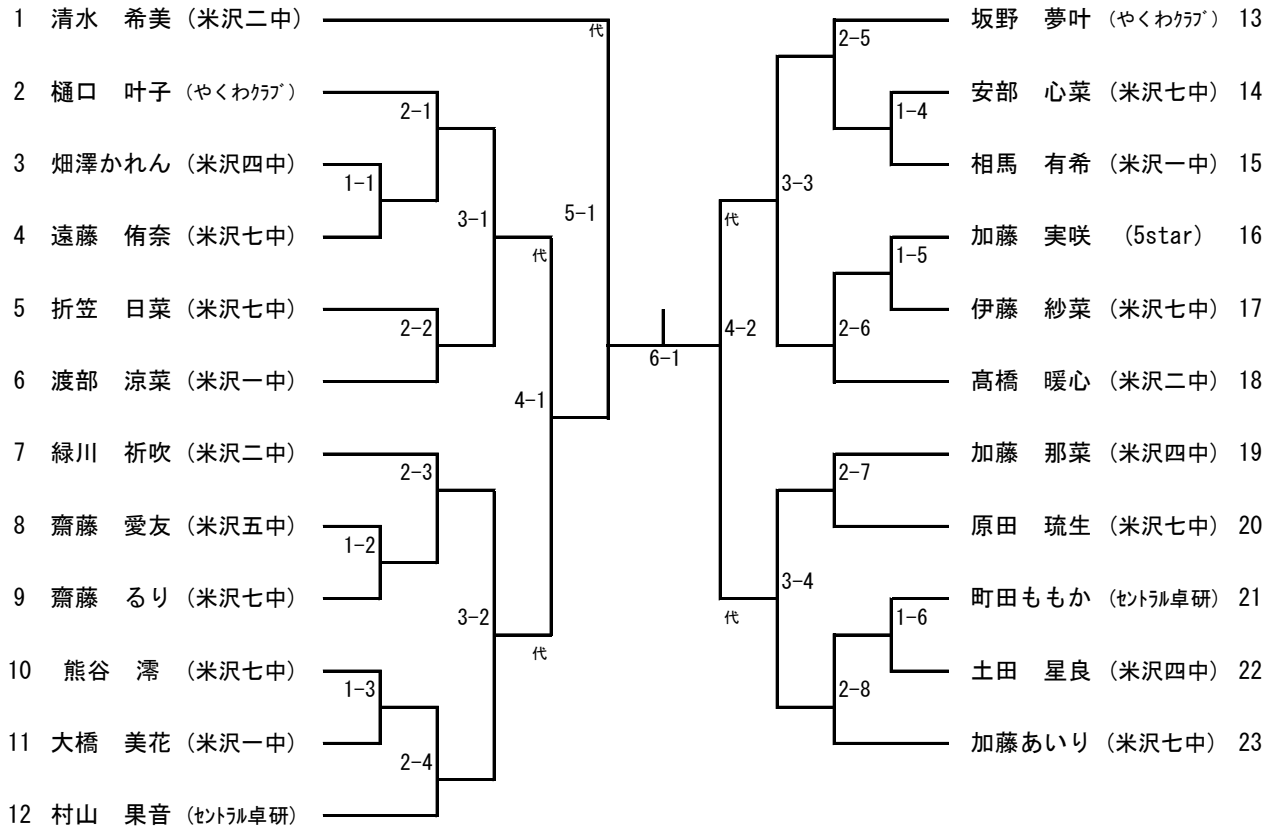 1 清水　希美 (米沢二中)
2 樋口　叶子 (やくわクラブ)
3 畑澤かれん (米沢四中)
4 遠藤　侑奈 (米沢七中)
5 折笠　日菜 (米沢七中)
6 渡部　涼菜 (米沢一中)
7 緑川　祈吹 (米沢二中)
8 齋藤　愛友 (米沢五中)
9 齋藤　るり (米沢七中)
10 熊谷　澪 (米沢七中)
11 大橋　美花 (米沢一中)
12 村山　果音 (セントラル卓研)
1-1
1-2
1-3
2-1
2-2
2-3
2-4
3-1
3-2
代
代
4-1
代
5-1
6-1
4-2
代
代
3-3
3-4
2-5
2-6
2-7
2-8
1-4
1-5
1-6
坂野　夢叶 (やくわクラブ) 13
安部　心菜 (米沢七中) 14
相馬　有希 (米沢一中) 15
加藤　実咲 (5star) 16
伊藤　紗菜 (米沢七中) 17
髙橋　暖心 (米沢二中) 18
加藤　那菜 (米沢四中) 19
原田　琉生 (米沢七中) 20
町田ももか (セントラル卓研) 21
土田　星良 (米沢四中) 22
加藤あいり (米沢七中) 23